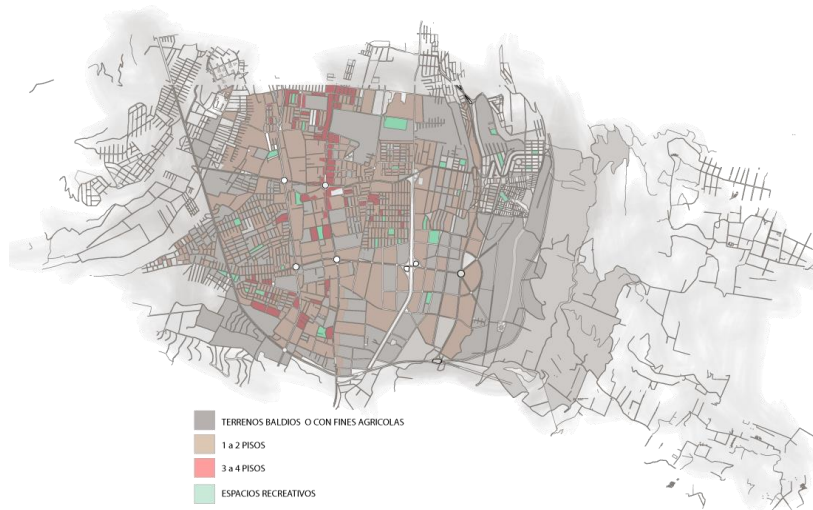 TERRENOS BALDIOS O CON FINES AGRICOLAS
1 a 2 PISOS
3 a 4 PISOS
ESPACIOS RECREATIVOS